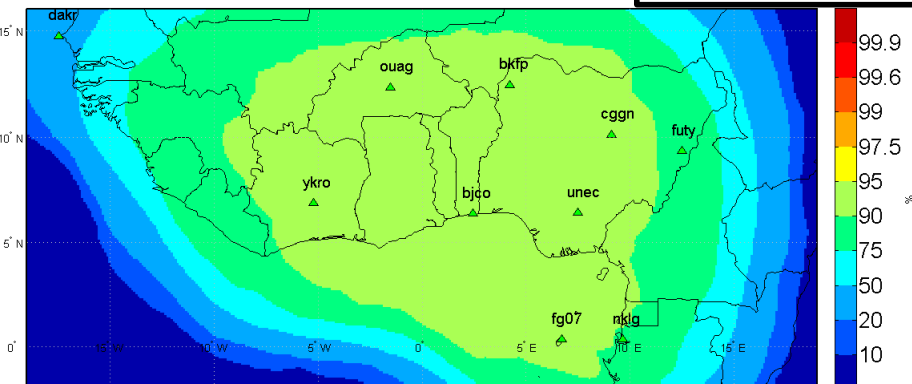 dakr
15° N
ouag
bkfp
99.9
99.6
cggn
99
10° N
futy
97.5
ykro
95
bjco
unec
90
%
5° N
75
50
fg07
nklg
20
0°
5° W
0°
5° E
10° E
15° E
10